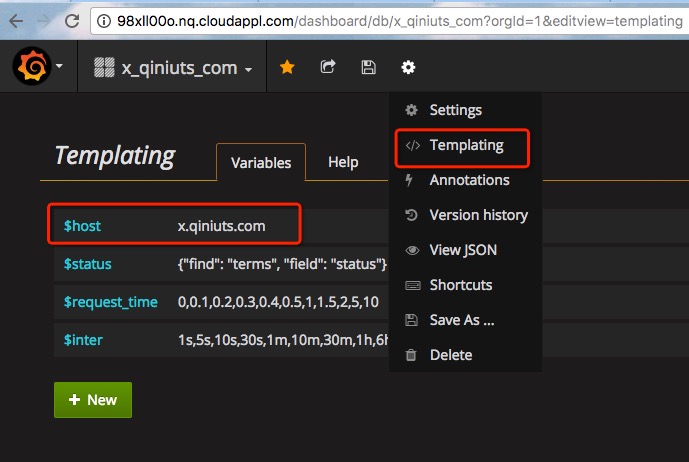 98xll00o.nq.cloudappl.com/dashboard/db/x_qiniuts_com?orgId=1&editview=templating
x_qiniuts_com
Settings
Templating
Annotations
Version history
View JSON
Shortcuts
Save As ...
Delete
Templating
Variables
Help
$host x.qiniuts.com
$status {"find": "terms", "field": "status"}
$request_time 0,0.1,0.2,0.3,0.4,0.5,1,1.5,2,5,10
$inter 1s,5s,10s,30s,1m,10m,30m,1h,6h
+ New